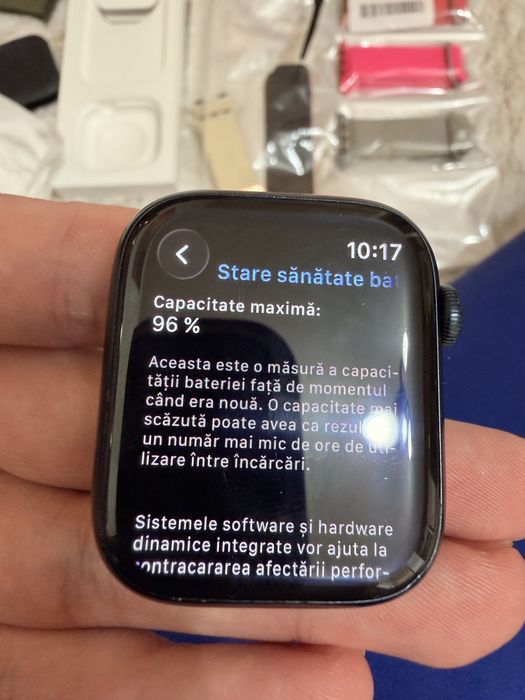 10:17
Stare sănătate bat
Capacitate maximă:
96 %
Aceasta este o măsură a capaci-
tății bateriei față de momentul
când era nouă. O capacitate mai
scăzută poate avea ca
un număr mai mic de ore de uti-
lizare între încărcări.
Sistemele software și hardware
dinamice integrate vor ajuta la
contracararea afectării perfor-